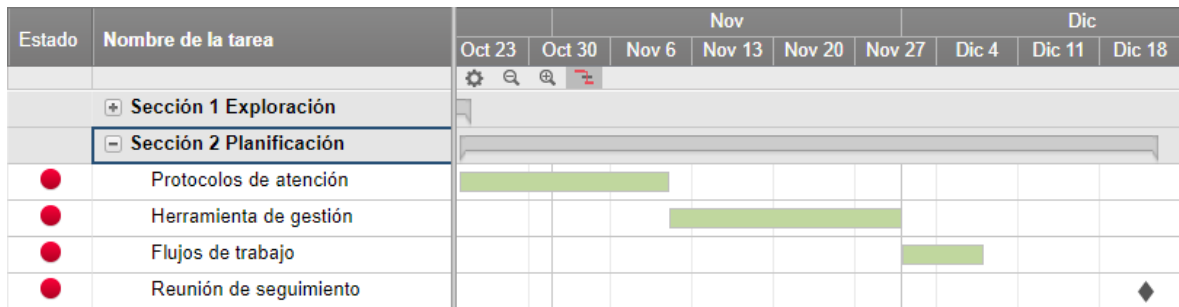 Nov Dic
Estado Nombre de la tarea
Oct 23 Oct 30 Nov 6 Nov 13 Nov 20 Nov 27 Dic 4 Dic 11 Dic 18
Sección 1 Exploración
Sección 2 Planificación
Protocolos de atención
Herramienta de gestión
Flujos de trabajo
Reunión de seguimiento